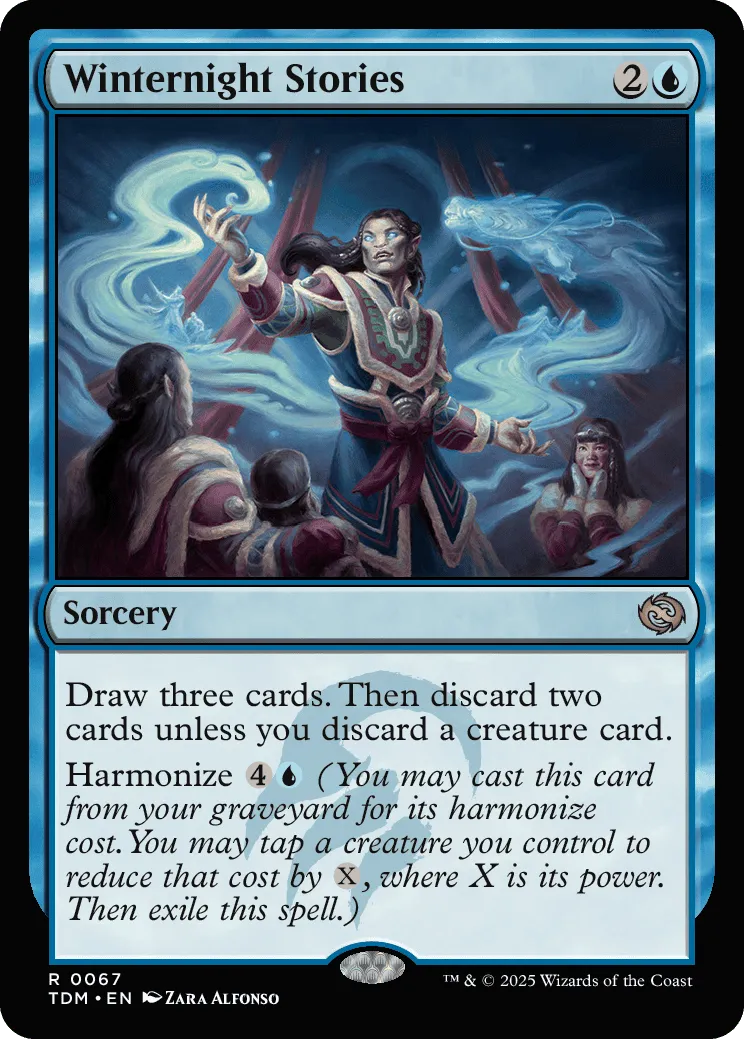 Winternight Stories 2
Sorcery
Draw three cards. Then discard two
cards unless you discard a creature card.
Harmonize 4 (You may cast this card
from your graveyard for its harmonize
cost. You may tap a creature you control to
reduce that cost by X, where X is its power.
Then exile this spell.)
R 0067 ™ & © 2025 Wizards of the Coast
TDM • EN Zara Alfonso